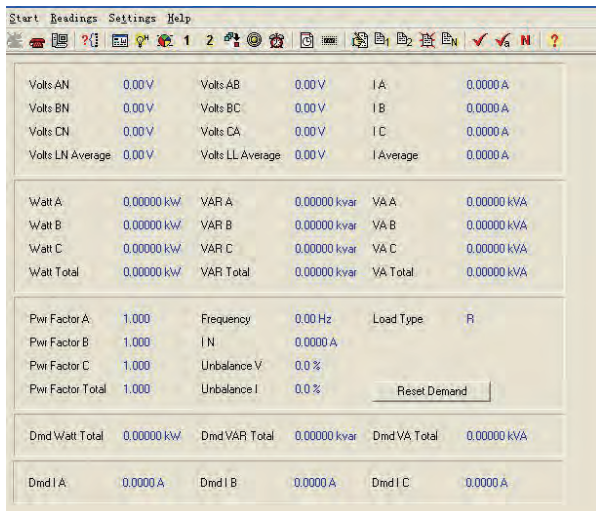 Start Readings Settings Help
?{} 1 2 1 2 N a N ?
Volts AN 0.00 V Volts AB 0.00 V I A 0.0000 A
Volts BN 0.00 V Volts BC 0.00 V I B 0.0000 A
Volts CN 0.00 V Volts CA 0.00 V I C 0.0000 A
Volts LN Average 0.00 V Volts LL Average 0.00 V I Average 0.0000 A
Watt A 0.00000 kW VAR A 0.00000 kvar VA A 0.00000 kVA
Watt B 0.00000 kW VAR B 0.00000 kvar VA B 0.00000 kVA
Watt C 0.00000 kW VAR C 0.00000 kvar VA C 0.00000 kVA
Watt Total 0.00000 kW VAR Total 0.00000 kvar VA Total 0.00000 kVA
Pwr Factor A 1.000 Frequency 0.00 Hz Load Type R
Pwr Factor B 1.000 I N 0.0000 A
Pwr Factor C 1.000 Unbalance V 0.0 %
Pwr Factor Total 1.000 Unbalance I 0.0 % Reset Demand
Dmd Watt Total 0.00000 kW Dmd VAR Total 0.00000 kvar Dmd VA Total 0.00000 kVA
Dmd I A 0.0000 A Dmd I B 0.0000 A Dmd I C 0.0000 A